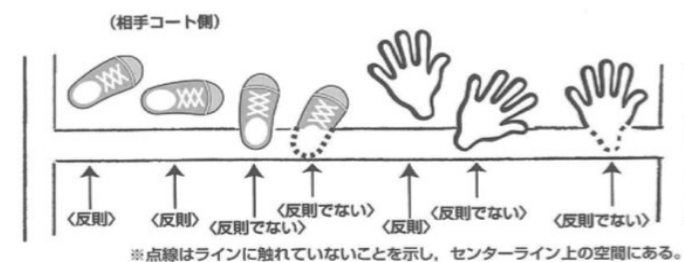 （相手コート側）
〈反則〉
〈反則〉
〈反則でない〉
〈反則でない〉
〈反則〉
〈反則でない〉
〈反則でない〉
※点線はラインに触れていないことを示し，センターライン上の空間にある。